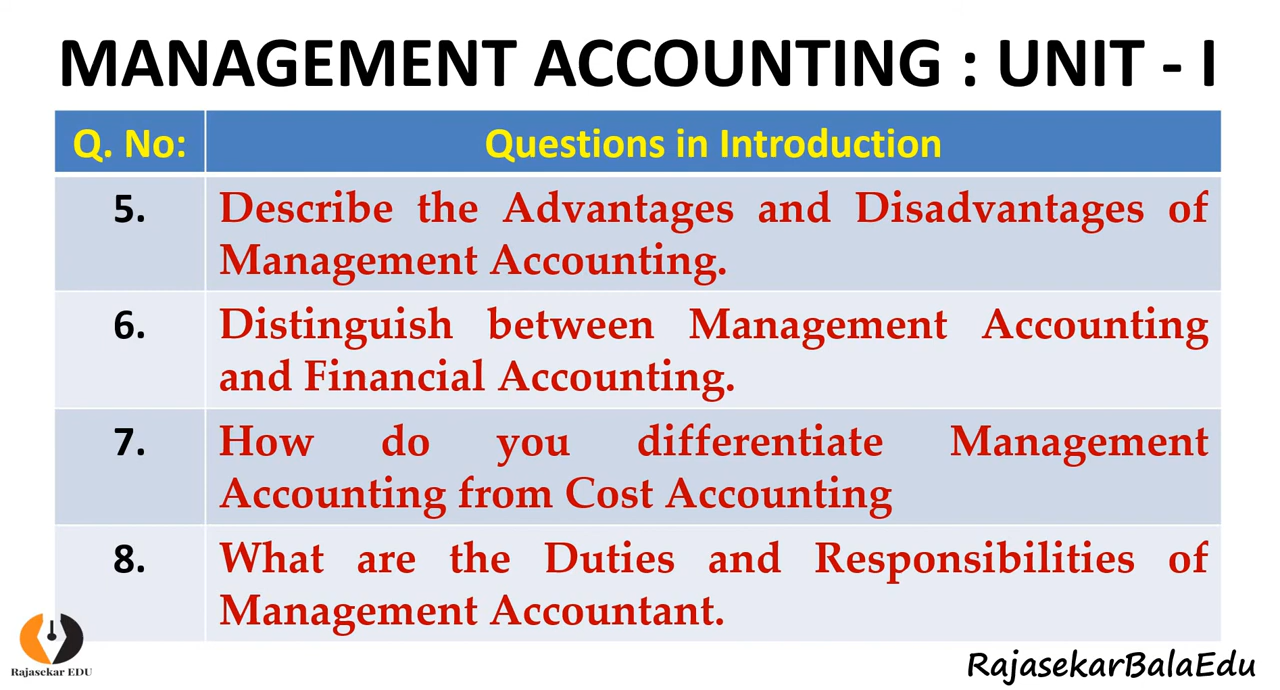 MANAGEMENT ACCOUNTING : UNIT - I
Q. No: Questions in Introduction
5. Describe the Advantages and Disadvantages of
Management Accounting.
6. Distinguish between Management Accounting
and Financial Accounting.
7. How do you differentiate Management
Accounting from Cost Accounting
8. What are the Duties and Responsibilities of
Management Accountant.
Rajasekar EDU
RajasekarBalaEdu